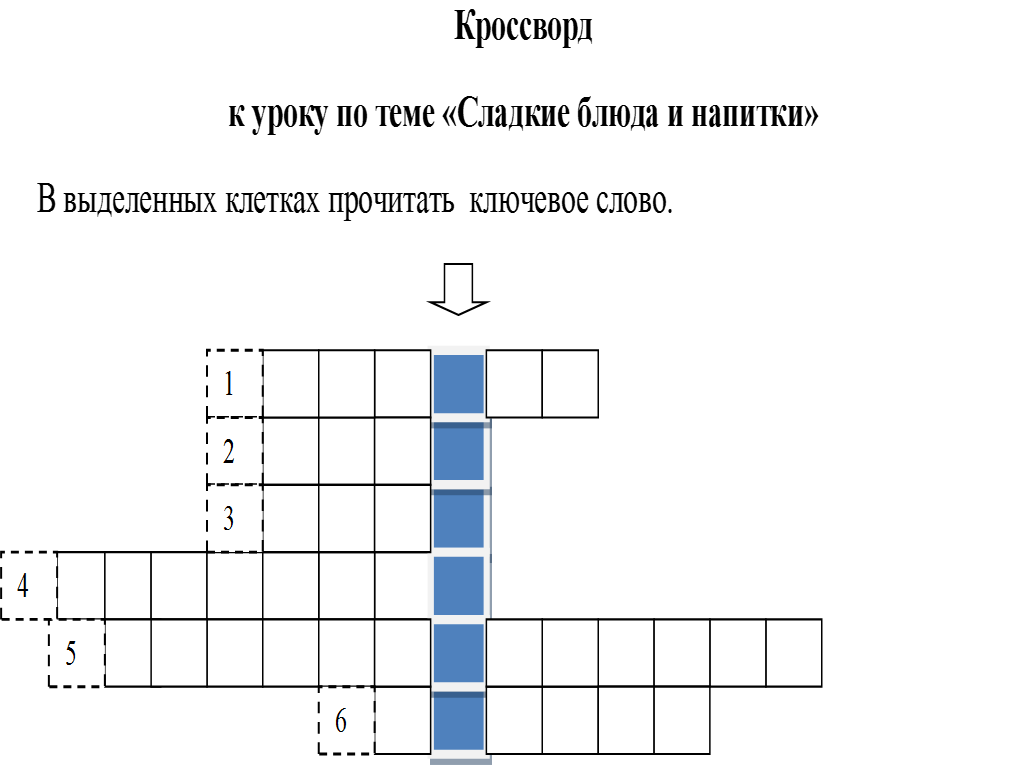 Кроссворд
к уроку по теме «Сладкие блюда и напитки»
В выделенных клетках прочитать ключевое слово.
1
2
3
4
5
6